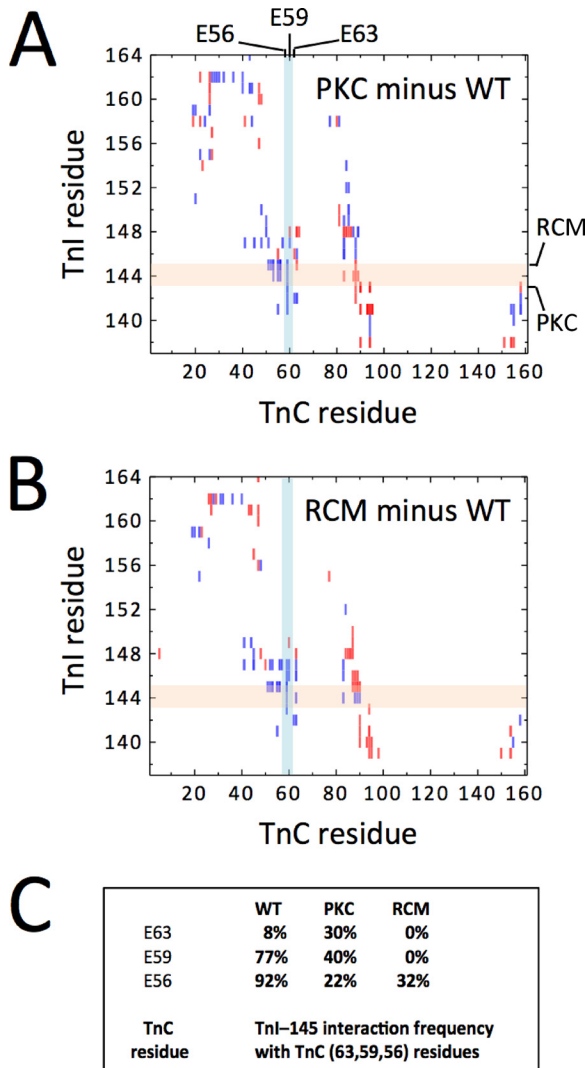 A
E56
E59
E63
PKC minus WT
164
160
156
152
148
144
140
TnI residue
RCM
PKC
20 40 60 80 100 120 140 160
TnC residue
B
RCM minus WT
164
160
156
152
148
144
140
TnI residue
20 40 60 80 100 120 140 160
TnC residue
C
WT PKC RCM
E63 8% 30% 0%
E59 77% 40% 0%
E56 92% 22% 32%
TnC TnI–145 interaction frequency
residue with TnC (63,59,56) residues